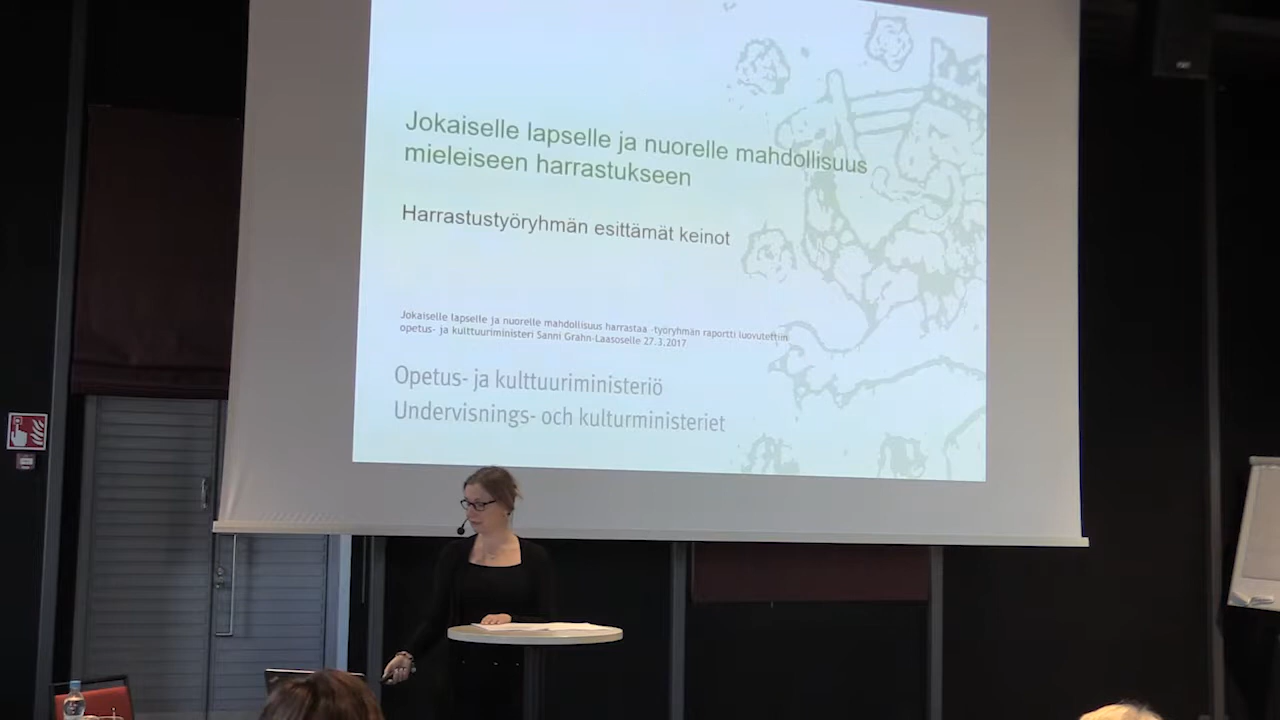 Jokaiselle lapselle ja nuorelle mahdollisuus
mieleiseen harrastukseen
Harrastustyöryhmän esittämät keinot
Jokaiselle lapselle ja nuorelle mahdollisuus harrastaa -työryhmän raportti luovutettiin
opetus- ja kulttuuriministeri Sanni Grahn-Laasoselle 27.3.2017
Opetus- ja kulttuuriministeriö
Undervisnings- och kulturministeriet